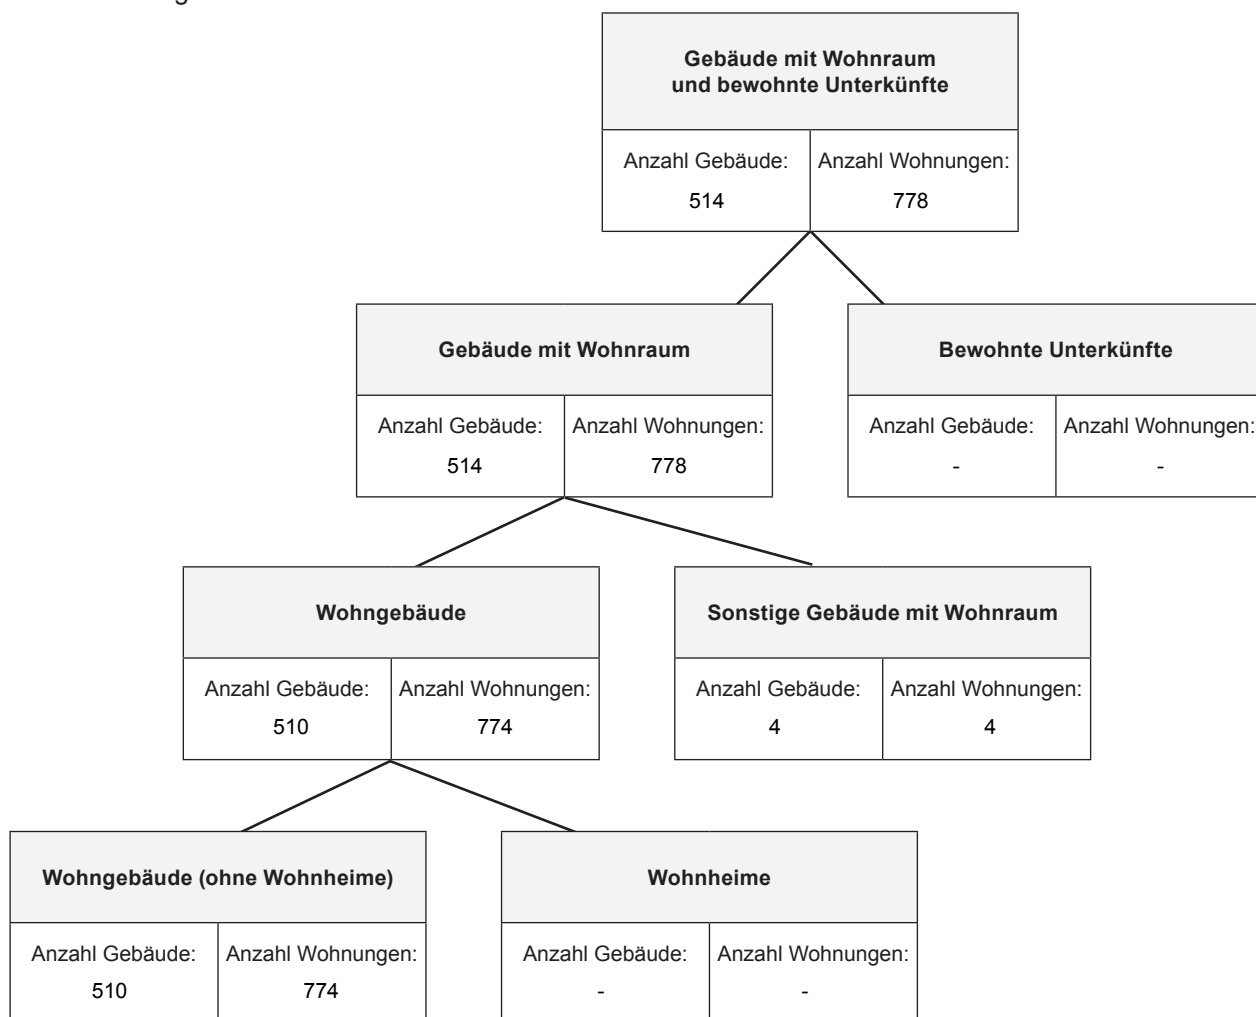 Gebäude mit Wohnraum
und bewohnte Unterkünfte
Anzahl Gebäude: Anzahl Wohnungen:
514 778
Gebäude mit Wohnraum
Anzahl Gebäude: Anzahl Wohnungen:
514 778
Bewohnte Unterkünfte
Anzahl Gebäude: Anzahl Wohnungen:
- -
Wohngebäude
Anzahl Gebäude: Anzahl Wohnungen:
510 774
Sonstige Gebäude mit Wohnraum
Anzahl Gebäude: Anzahl Wohnungen:
4 4
Wohngebäude (ohne Wohnheime)
Anzahl Gebäude: Anzahl Wohnungen:
510 774
Wohnheime
Anzahl Gebäude: Anzahl Wohnungen:
- -